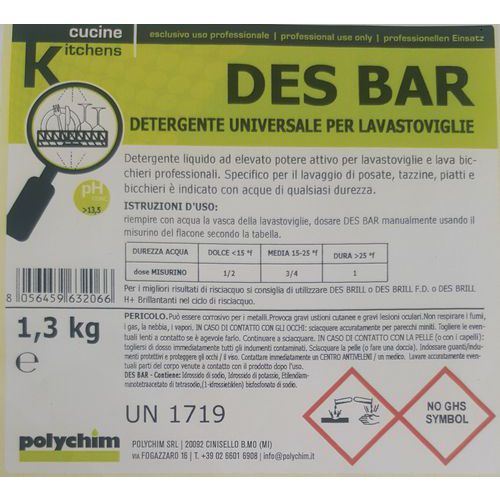 cucine
Kitchens
esclusivo uso professionale | professional use only | professionellen Einsatz
DES BAR
DETERGENTE UNIVERSALE PER LAVASTOVIGLIE
pH
>13,5
Detergente liquido ad elevato potere attivo per lavastoviglie e lava bic-
chieri professionali. Specifico per il lavaggio di posate, tazzine, piatti e
bicchieri è indicato con acque di qualsiasi durezza.
ISTRUZIONI D'USO:
riempire con acqua la vasca della lavastoviglie, dosare DES BAR manualmente usando il
misurino del flacone secondo la tabella.
DUREZZA ACQUA DOLCE <15 °f MEDIA 15-25 °f DURA >25 °f
dose MISURINO 1/2 3/4 1
Per i migliori risultati di risciacquo si consiglia di utilizzare DES BRILL o DES BRILL F.D. o DES BRILL
H+ Brillantanti nel ciclo di risciacquo.
8 056459 632066
1,3 kg
e
PERICOLO. Può essere corrosivo per i metalli. Provoca gravi ustioni cutanee e gravi lesioni oculari. Non respirare i fumi,
i gas, la nebbia, i vapori. IN CASO DI CONTATTO CON GLI OCCHI: sciacquare accuratamente per parecchi miniti. Togliere le even-
tuali lenti a contatto se è agevole farlo. Continuare a sciacquare. IN CASO DI CONTATTO CON LA PELLE (o con i capelli):
togliersi di dosso immediatamente tutti gli indumenti contaminati. Sciacquare la pelle (o fare una doccia). Indossare guanti/indu-
menti protettivi e proteggere gli occhi / il viso. Contattare immediatamente un CENTRO ANTIVELENI / un medico. Lavare accuratamente even-
tuali parti del corpo venute a contatto con il prodotto dopo l'uso.
DES BAR - Contiene: Idrossido di sodio, Idrossido di potassio, Etilendiam-
minotetraacetato di tetrasodio, (1-idrossietiliden) bisfosfonato di sodio.
UN 1719
NO GHS
SYMBOL
polychim
POLYCHIM SRL | 20092 CINISELLO B.MO (MI)
VIA FOGAZZARO 16 | T. +39 02 6601 6908 | info@polychim.it